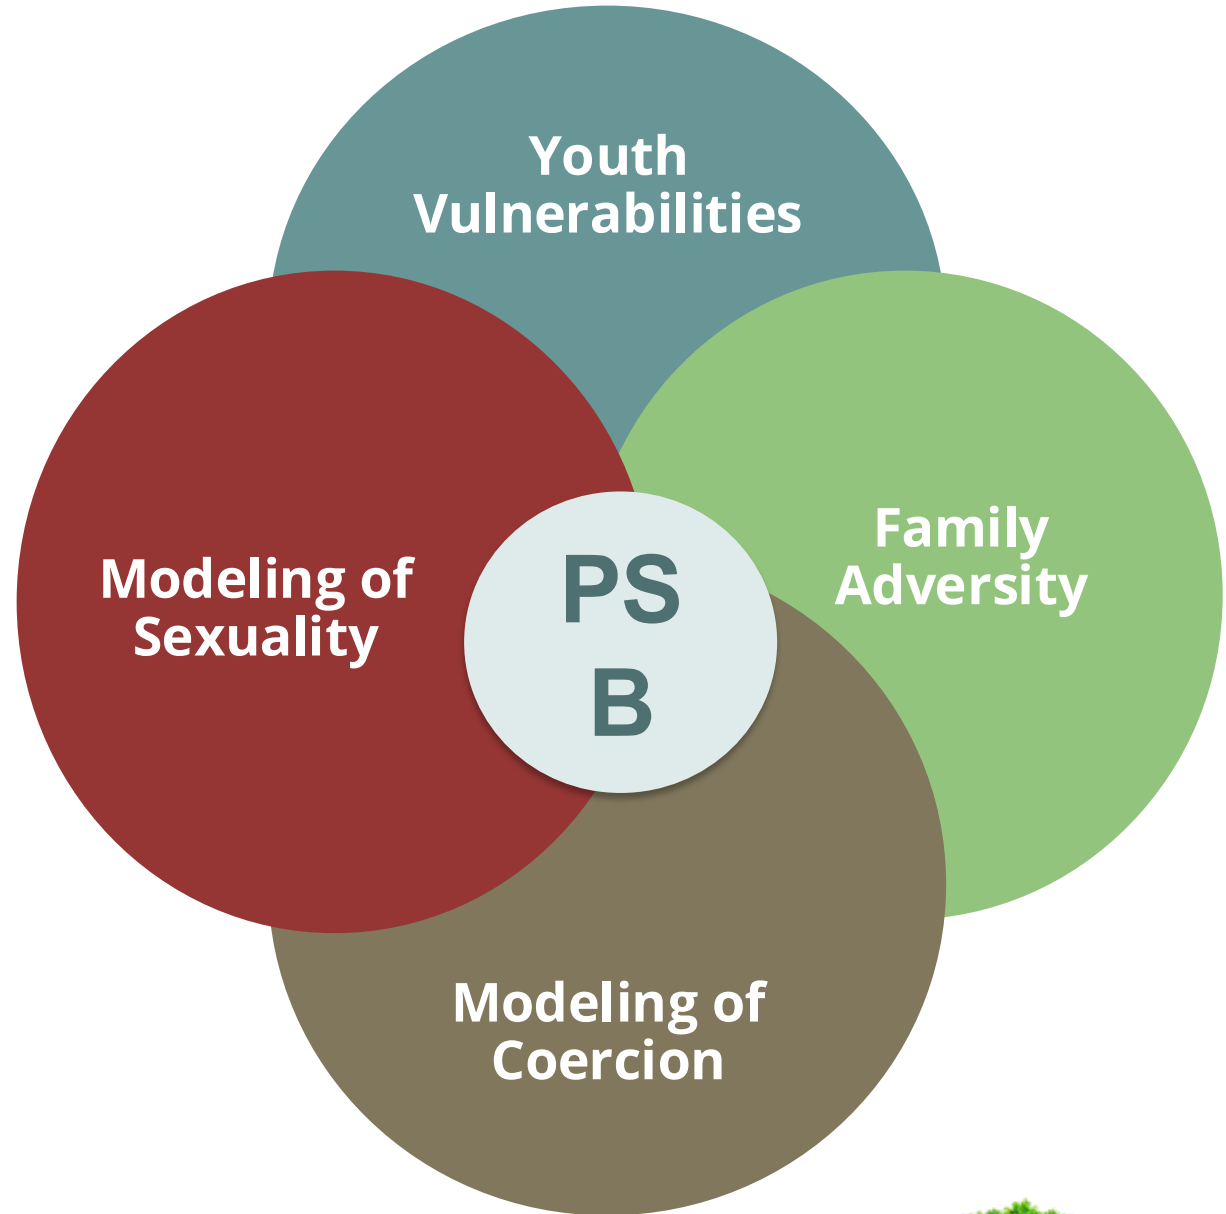 Youth
Vulnerabilities
Modeling of
Sexuality
PS
B
Family
Adversity
Modeling of
Coercion